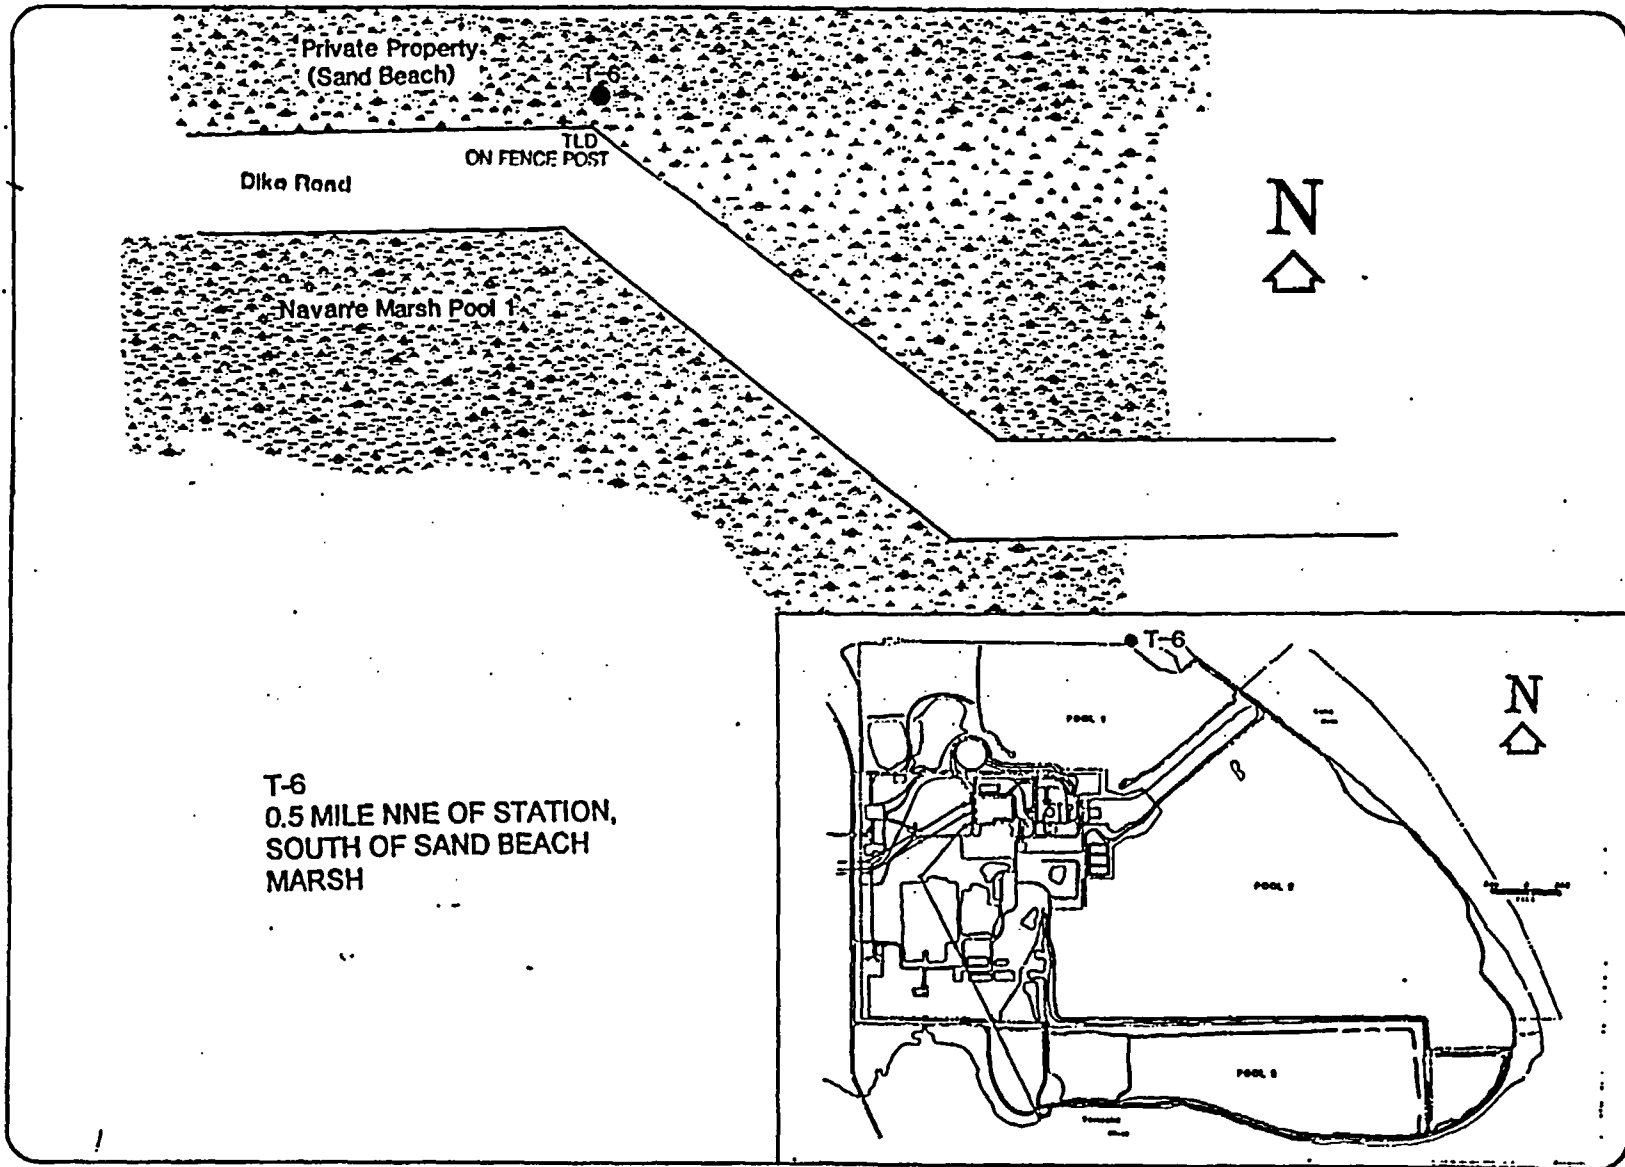 Private Property
(Sand Beach)
T-6
TLD
ON FENCE POST
Dike Road
N
Navarre Marsh Pool 1
T-6
0.5 MILE NNE OF STATION,
SOUTH OF SAND BEACH
MARSH
T-6
N
POOL 1
POOL 2
POOL 3